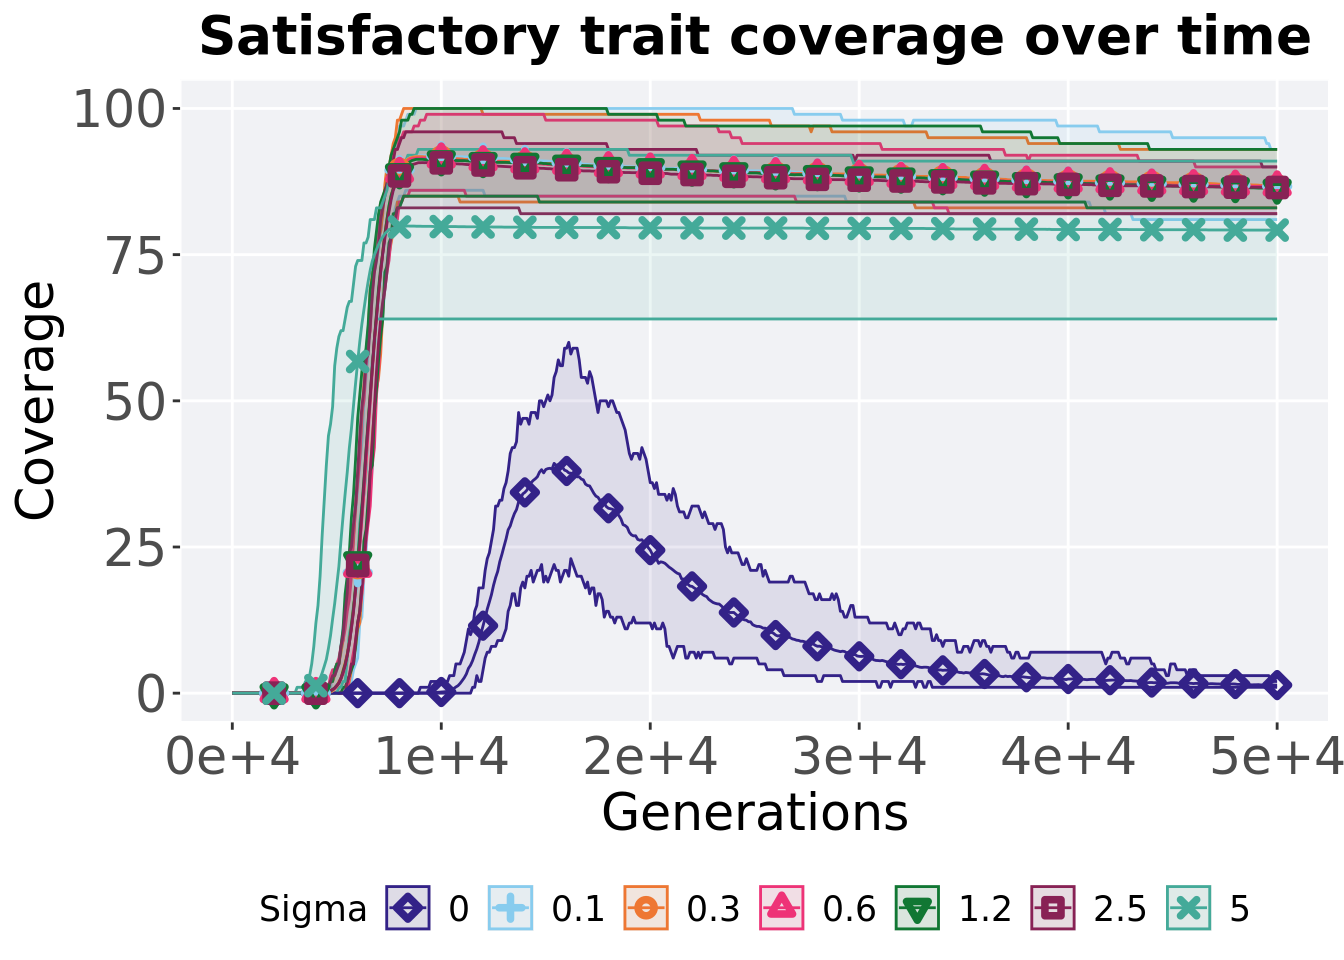 Satisfactory trait coverage over time
100
75
50
25
0
Coverage
0e+4 1e+4 2e+4 3e+4 4e+4 5e+4
Generations
Sigma 0 0.1 0.3 0.6 1.2 2.5 5